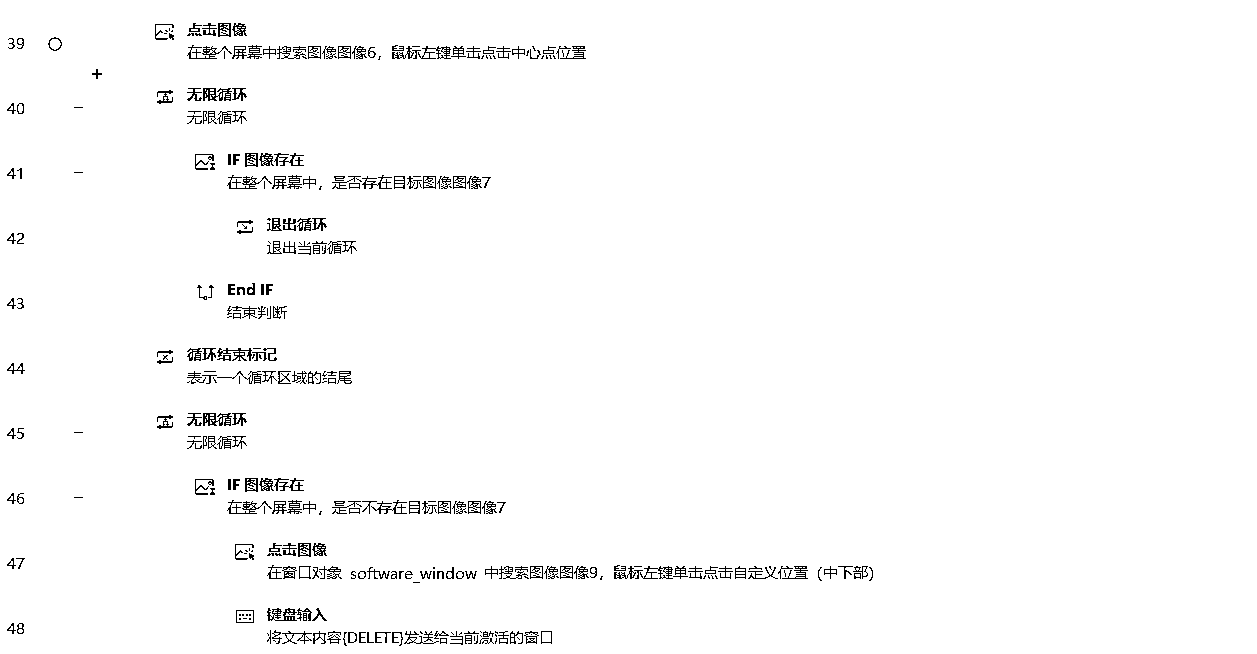 39
点击图像
在整个屏幕中搜索图像图像6，鼠标左键单击点击中心点位置
40
无限循环
无限循环
41
IF 图像存在
在整个屏幕中，是否存在目标图像图像7
42
退出循环
退出当前循环
43
End IF
结束判断
44
循环结束标记
表示一个循环区域的结尾
45
无限循环
无限循环
46
IF 图像存在
在整个屏幕中，是否不存在目标图像图像7
47
点击图像
在窗口对象 software_window 中搜索图像图像9，鼠标左键单击点击自定义位置（中下部）
48
键盘输入
将文本内容{DELETE}发送给当前激活的窗口